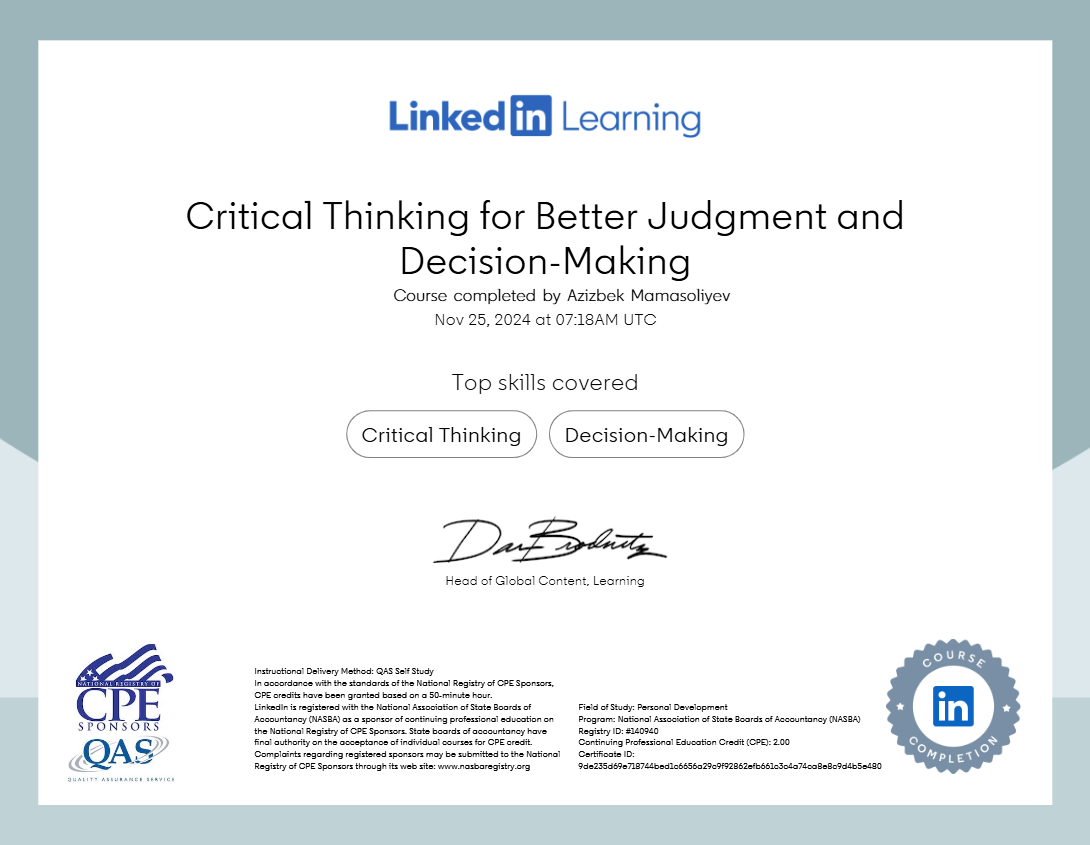 Linked in Learning
Critical Thinking for Better Judgment and
Decision-Making
Course completed by Azizbek Mamasoliyev
Nov 25, 2024 at 07:18AM UTC
Top skills covered
Critical Thinking
Decision-Making
Dan Brodnitz
Head of Global Content, Learning
NATIONAL REGISTRY OF
CPE
SPONSORS
QAS
QUALITY ASSURANCE SERVICE
Instructional Delivery Method: QAS Self Study
In accordance with the standards of the National Registry of CPE Sponsors,
CPE credits have been granted based on a 50-minute hour.
LinkedIn is registered with the National Association of State Boards of
Accountancy (NASBA) as a sponsor of continuing professional education on
the National Registry of CPE Sponsors. State boards of accountancy have
final authority on the acceptance of individual courses for CPE credit.
Complaints regarding registered sponsors may be submitted to the National
Registry of CPE Sponsors through its web site: www.nasbaregistry.org
Field of Study: Personal Development
Program: National Association of State Boards of Accountancy (NASBA)
Registry ID: #140940
Continuing Professional Education Credit (CPE): 2.00
Certificate ID:
9de235d69e718744bed1c6656a29c9f92862efb661c3c4a74ca8e8c9d4b5e480
COURSE
in
COMPLETION